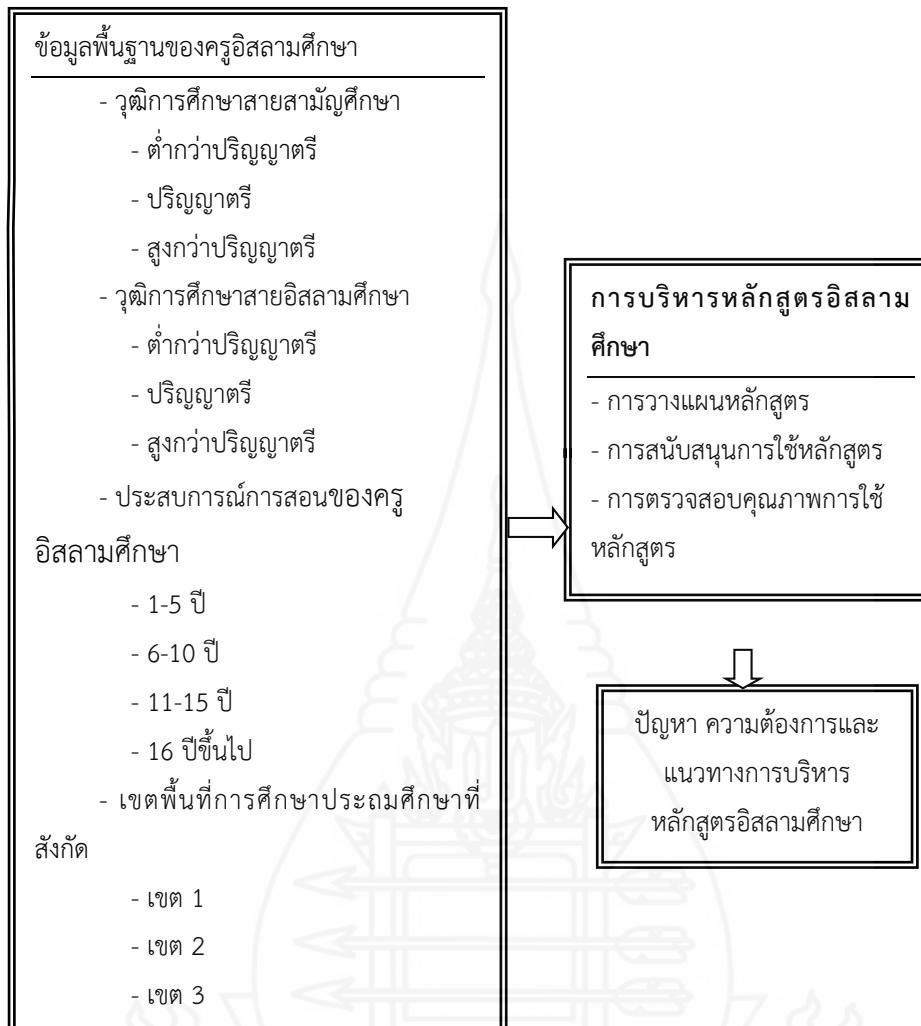 ข้อมูลพื้นฐานของครูอิสลามศึกษา
- วุฒิการศึกษาสายสามัญศึกษา
- ต่ำกว่าปริญญาตรี
- ปริญญาตรี
- สูงกว่าปริญญาตรี
- วุฒิการศึกษาสายอิสลามศึกษา
- ต่ำกว่าปริญญาตรี
- ปริญญาตรี
- สูงกว่าปริญญาตรี
- ประสบการณ์การสอนของครู
อิสลามศึกษา
- 1-5 ปี
- 6-10 ปี
- 11-15 ปี
- 16 ปีขึ้นไป
- เขตพื้นที่การศึกษาประถมศึกษาที่
สังกัด
- เขต 1
- เขต 2
- เขต 3
การบริหารหลักสูตรอิสลาม
ศึกษา
- การวางแผนหลักสูตร
- การสนับสนุนการใช้หลักสูตร
- การตรวจสอบคุณภาพการใช้
หลักสูตร
ปัญหา ความต้องการและ
แนวทางการบริหาร
หลักสูตรอิสลามศึกษา